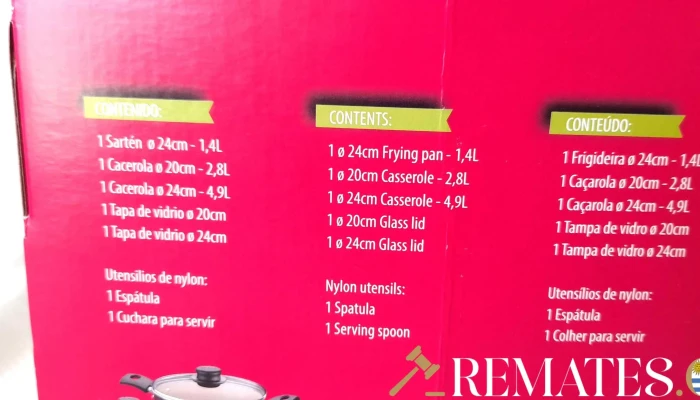 CONTENIDO:
1 Sartén ø 24cm - 1,4L
1 Cacerola ø 20cm - 2,8L
1 Cacerola ø 24cm - 4,9L
1 Tapa de vidrio ø 20cm
1 Tapa de vidrio ø 24cm
Utensílios de nylon:
1 Espátula
1 Cuchara para servir
CONTENTS:
1 ø 24cm Frying pan - 1,4L
1 ø 20cm Casserole - 2,8L
1 ø 24cm Casserole - 4,9L
1 ø 20cm Glass lid
1 ø 24cm Glass lid
Nylon utensils:
1 Spatula
1 Serving spoon
CONTEÚDO:
1 Frigideira ø 24cm - 1,4L
1 Caçarola ø 20cm - 2,8L
1 Caçarola ø 24cm - 4,9L
1 Tampa de vidro ø 20cm
1 Tampa de vidro ø 24cm
Utensílios de nylon:
1 Espátula
1 Colher para servir
REMATES.